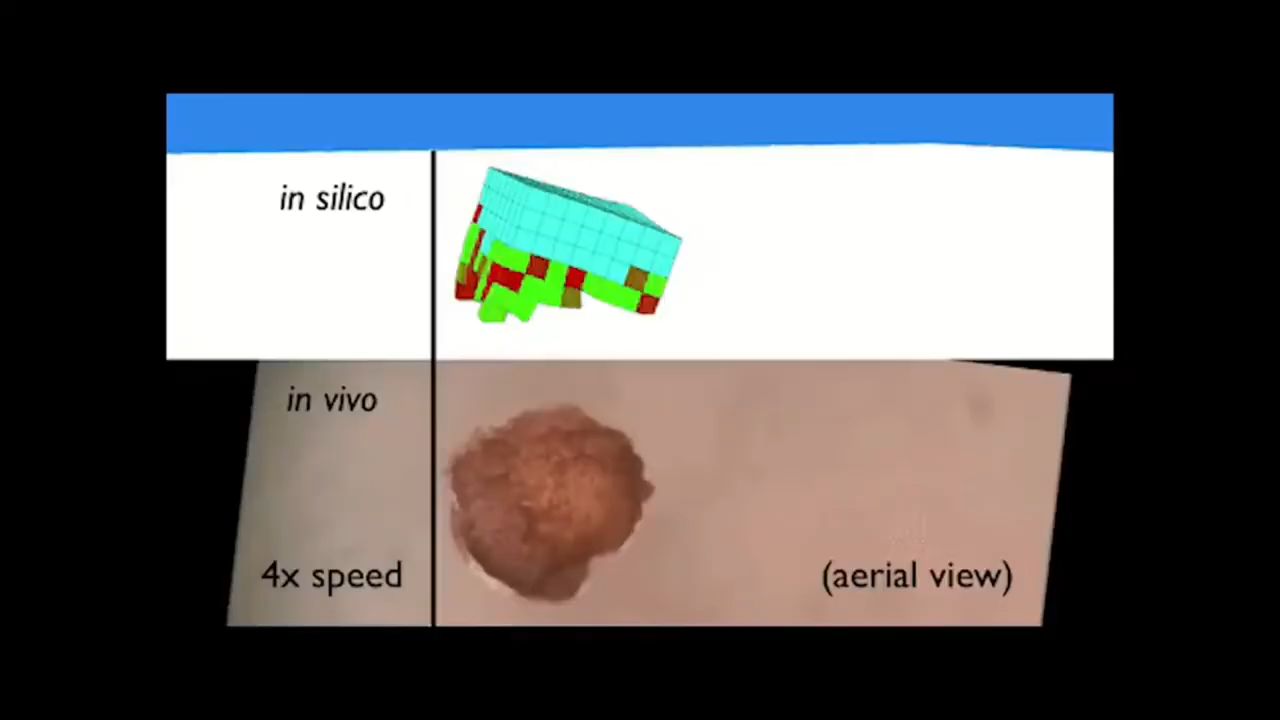 in silico
in vivo
4x speed
(aerial view)